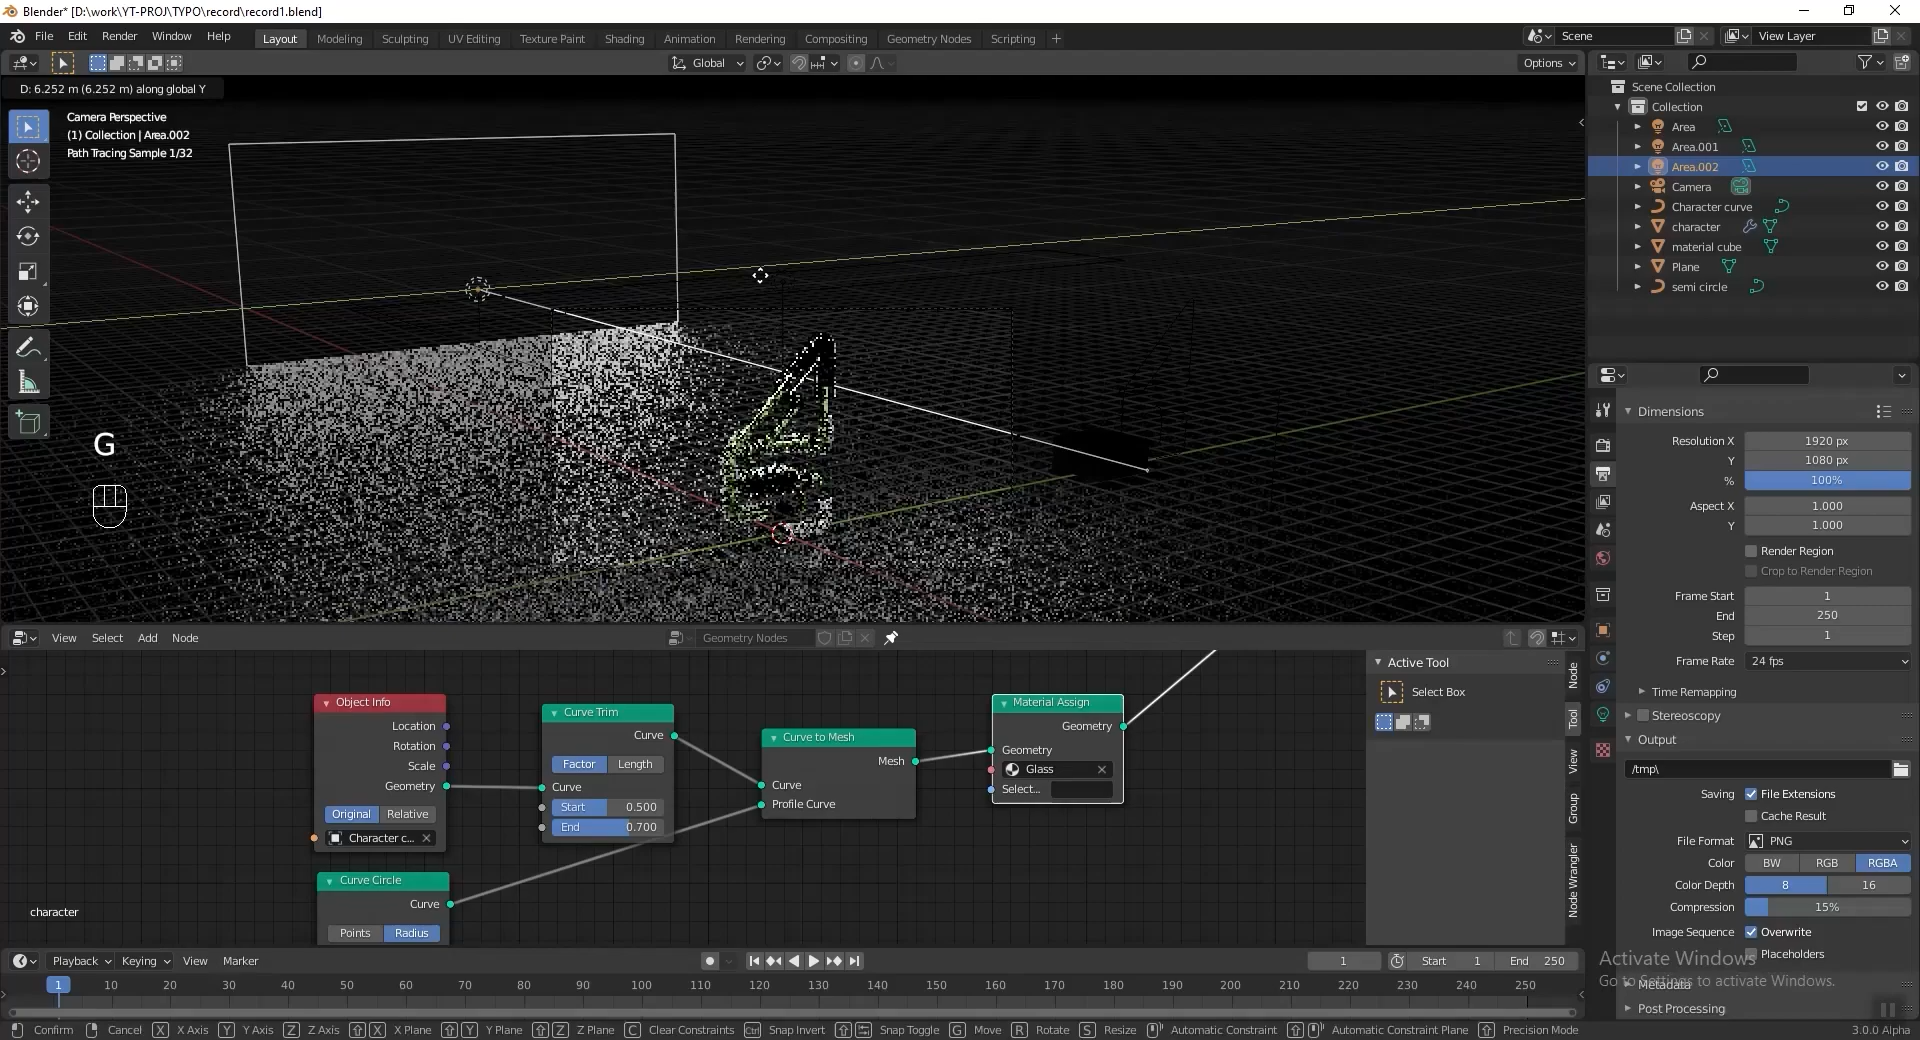 Blender* [D:\work\YT-PROJ\TYPO\record\record1.blend]
File Edit Render Window Help Layout Modeling Sculpting UV Editing Texture Paint Shading Animation Rendering Compositing Geometry Nodes Scripting + Scene View Layer
Global Options
D: 6.252 m (6.252 m) along global Y
Camera Perspective
(1) Collection | Area.002
Path Tracing Sample 1/32
G
Scene Collection
Collection
Area
Area.001
Area.002
Camera
Character curve
character
material cube
Plane
semi circle
Dimensions
Resolution X 1920 px
Y 1080 px
% 100%
Aspect X 1.000
Y 1.000
Render Region
Crop to Render Region
Frame Start 1
End 250
Step 1
Frame Rate 24 fps
Time Remapping
Stereoscopy
Output
/tmp\
Saving File Extensions
Cache Result
File Format PNG
Color BW RGB RGBA
Color Depth 8 16
Compression 15%
Image Sequence Overwrite
Placeholders
Metadata
Post Processing
Activate Windows
Go to Settings to activate Windows.
View Select Add Node Geometry Nodes
Object Info
Location
Rotation
Scale
Geometry
Original Relative
Character c...
Curve Circle
Curve
Points Radius
Curve Trim
Curve
Factor Length
Curve
Start 0.500
End 0.700
Curve to Mesh
Mesh
Curve
Profile Curve
Material Assign
Geometry
Geometry
Glass
Select...
character
Active Tool
Select Box
Node
Tool
View
Group
Node Wrangler
Playback Keying View Marker 1 Start 1 End 250
1 10 20 30 40 50 60 70 80 90 100 110 120 130 140 150 160 170 180 190 200 210 220 230 240 250
Confirm Cancel X X Axis Y Y Axis Z Z Axis X X Plane Y Y Plane Z Z Plane C Clear Constraints Ctrl Snap Invert Snap Toggle G Move R Rotate S Resize Automatic Constraint Automatic Constraint Plane Precision Mode 3.0.0 Alpha